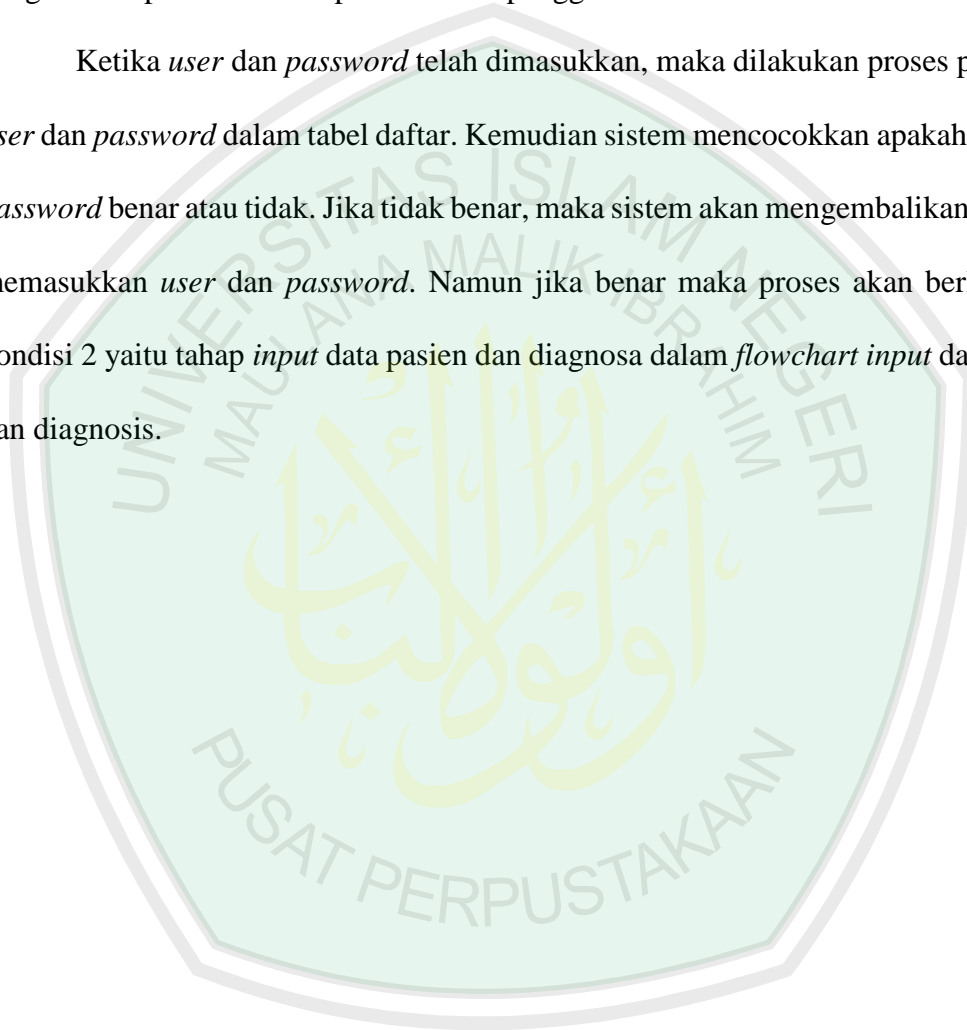 Ketika user dan password telah dimasukkan, maka dilakukan proses p
ser dan password dalam tabel daftar. Kemudian sistem mencocokkan apakah
assword benar atau tidak. Jika tidak benar, maka sistem akan mengembalikan
memasukkan user dan password. Namun jika benar maka proses akan ber
ondisi 2 yaitu tahap input data pasien dan diagnosa dalam flowchart input da
an diagnosis.
UNIVERSITAS ISLAM NEGERI
MAULANA MALIK IBRAHIM
أولوا الألباب
PUSAT PERPUSTAKAAN